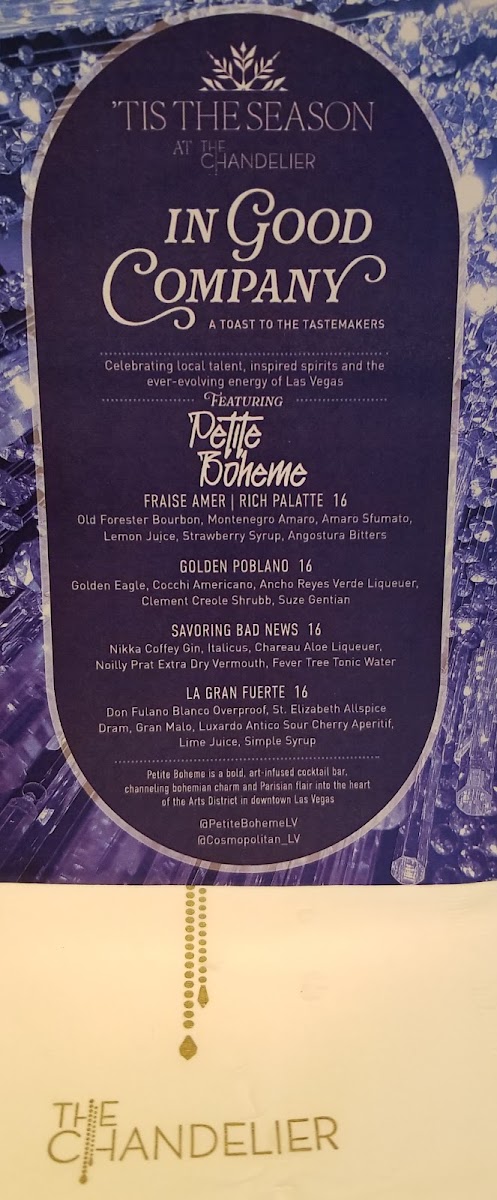 'TIS THE SEASON
AT THE CHANDELIER
IN GOOD
COMPANY
A TOAST TO THE TASTEMAKERS
Celebrating local talent, inspired spirits and the
ever-evolving energy of Las Vegas
FEATURING
Petite
Boheme
FRAISE AMER | RICH PALATTE 16
Old Forester Bourbon, Montenegro Amaro, Amaro Sfumato,
Lemon Juice, Strawberry Syrup, Angostura Bitters
GOLDEN POBLANO 16
Golden Eagle, Cocchi Americano, Ancho Reyes Verde Liqueuer,
Clement Creole Shrubb, Suze Gentian
SAVORING BAD NEWS 16
Nikka Coffey Gin, Italicus, Chareau Aloe Liqueuer,
Noilly Prat Extra Dry Vermouth, Fever Tree Tonic Water
LA GRAN FUERTE 16
Don Fulano Blanco Overproof, St. Elizabeth Allspice
Dram, Gran Malo, Luxardo Antico Sour Cherry Aperitif,
Lime Juice, Simple Syrup
Petite Boheme is a bold, art-infused cocktail bar,
channeling bohemian charm and Parisian flair into the heart
of the Arts District in downtown Las Vegas
@PetiteBohemeLV
@Cosmopolitan_LV
THE
CHANDELIER